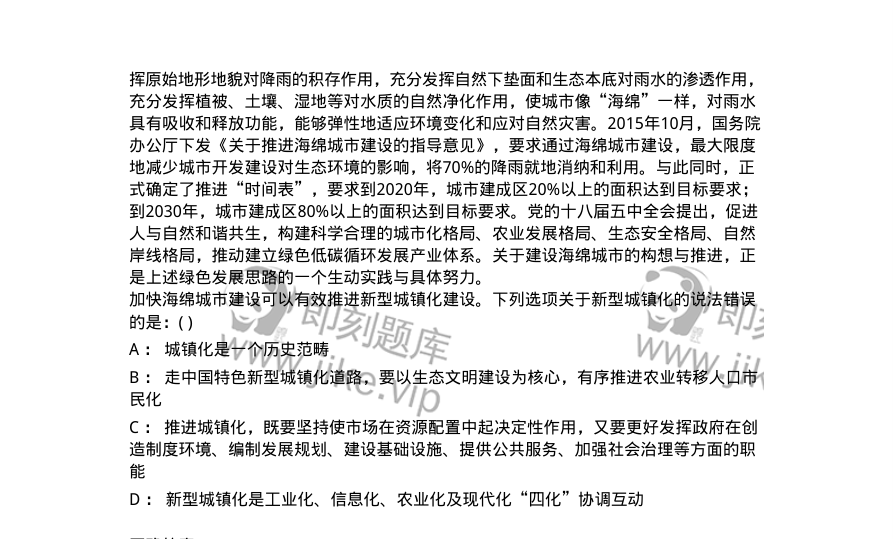 挥原始地形地貌对降雨的积存作用，充分发挥自然下垫面和生态本底对雨水的渗透作用，
充分发挥植被、土壤、湿地等对水质的自然净化作用，使城市像“海绵”一样，对雨水
具有吸收和释放功能，能够弹性地适应环境变化和应对自然灾害。2015年10月，国务院
办公厅下发《关于推进海绵城市建设的指导意见》，要求通过海绵城市建设，最大限度
地减少城市开发建设对生态环境的影响，将70%的降雨就地消纳和利用。与此同时，正
式确定了推进“时间表”，要求到2020年，城市建成区20%以上的面积达到目标要求；
到2030年，城市建成区80%以上的面积达到目标要求。党的十八届五中全会提出，促进
人与自然和谐共生，构建科学合理的城市化格局、农业发展格局、生态安全格局、自然
岸线格局，推动建立绿色低碳循环发展产业体系。关于建设海绵城市的构想与推进，正
是上述绿色发展思路的一个生动实践与具体努力。
加快海绵城市建设可以有效推进新型城镇化建设。下列选项关于新型城镇化的说法错误
的是：( )
A： 城镇化是一个历史范畴
B： 走中国特色新型城镇化道路，要以生态文明建设为核心，有序推进农业转移人口市
民化
C： 推进城镇化，既要坚持使市场在资源配置中起决定性作用，又要更好发挥政府在创
造制度环境、编制发展规划、建设基础设施、提供公共服务、加强社会治理等方面的职
能
D： 新型城镇化是工业化、信息化、农业化及现代化“四化”协调互动
即刻题库
www.jike.vip
即刻
www.ji